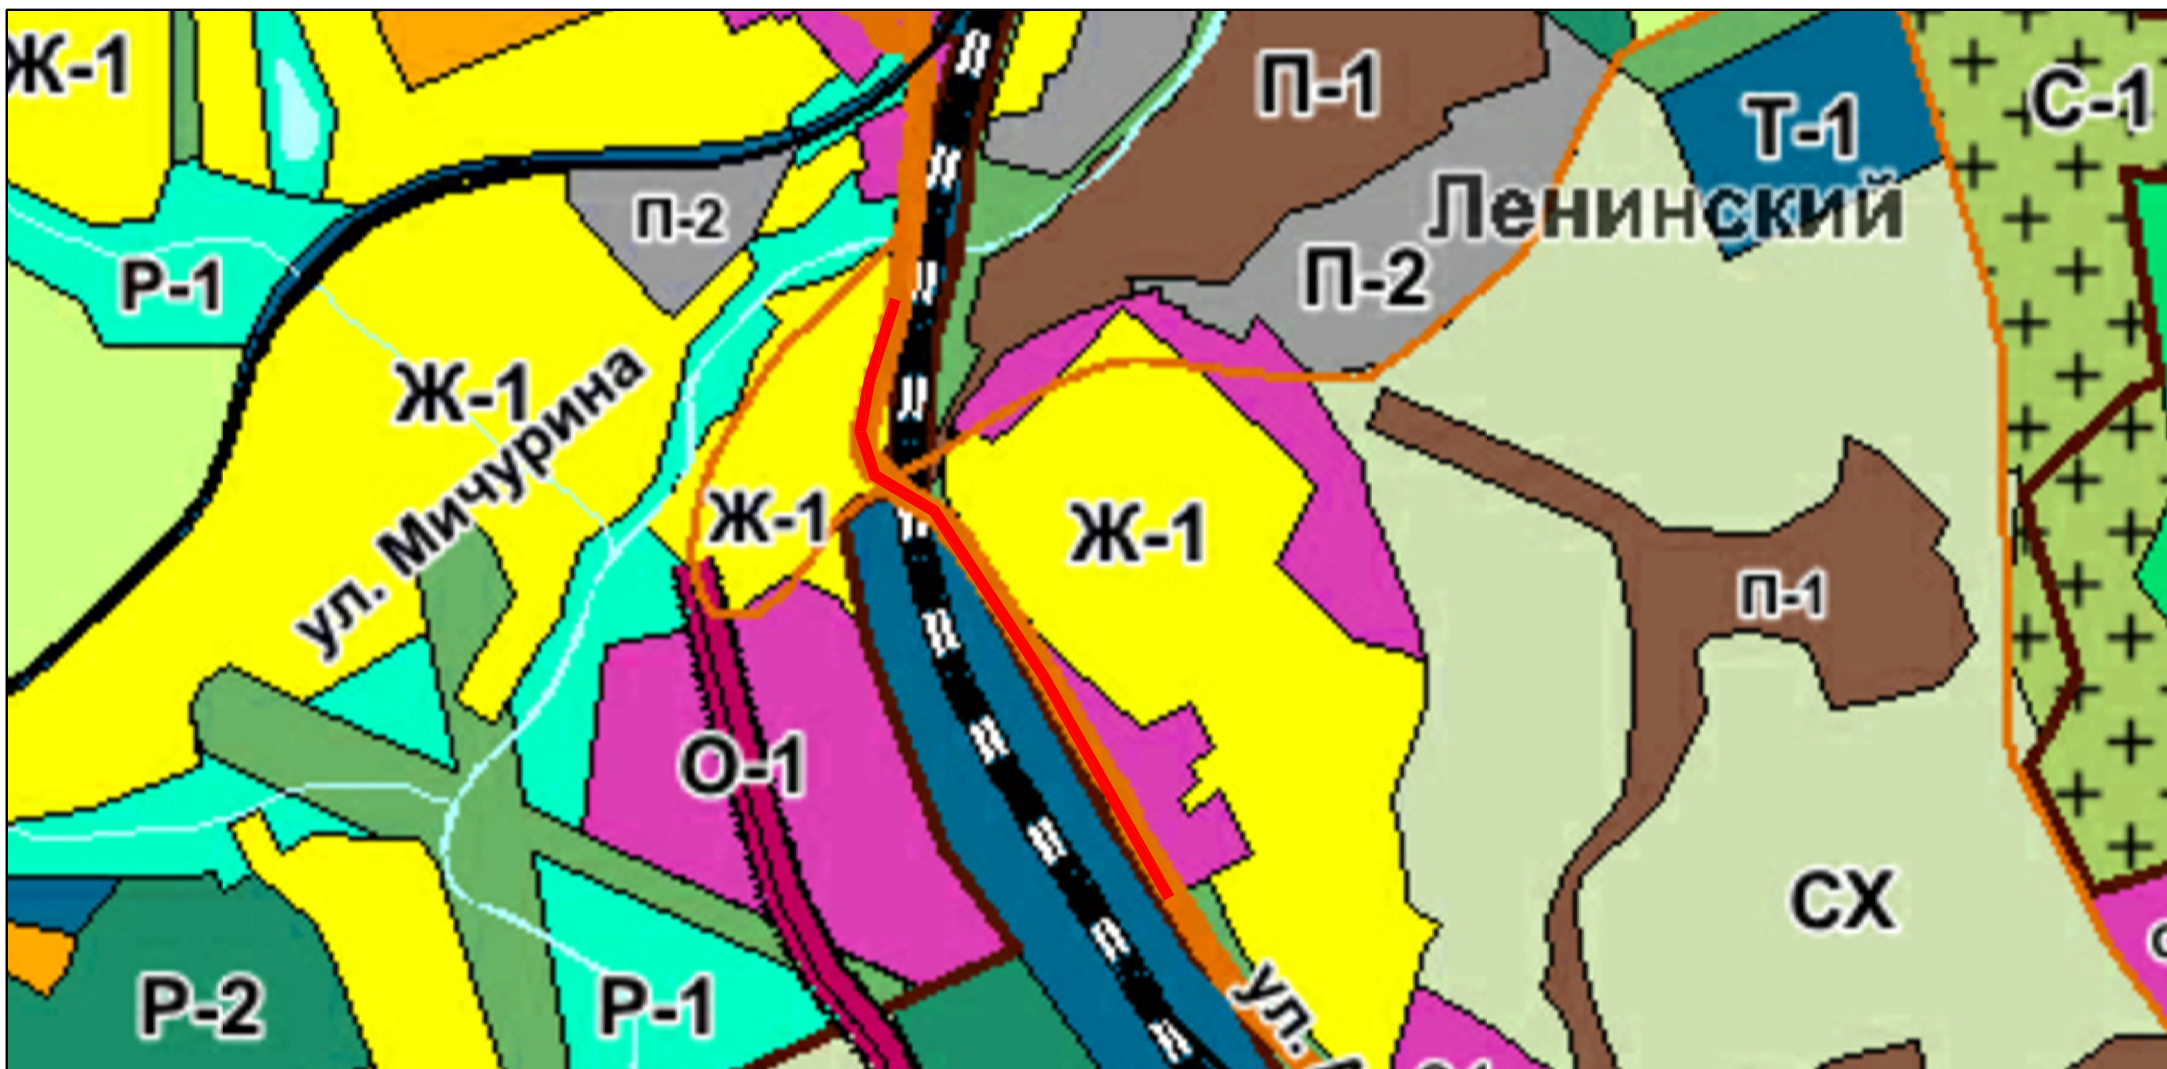 Ж-1
П-1
Т-1
С-1
П-2
Ленинский
Р-1
П-2
Ж-1
ул. Мичурина
Ж-1
Ж-1
П-1
О-1
СХ
Р-2
Р-1
ул.